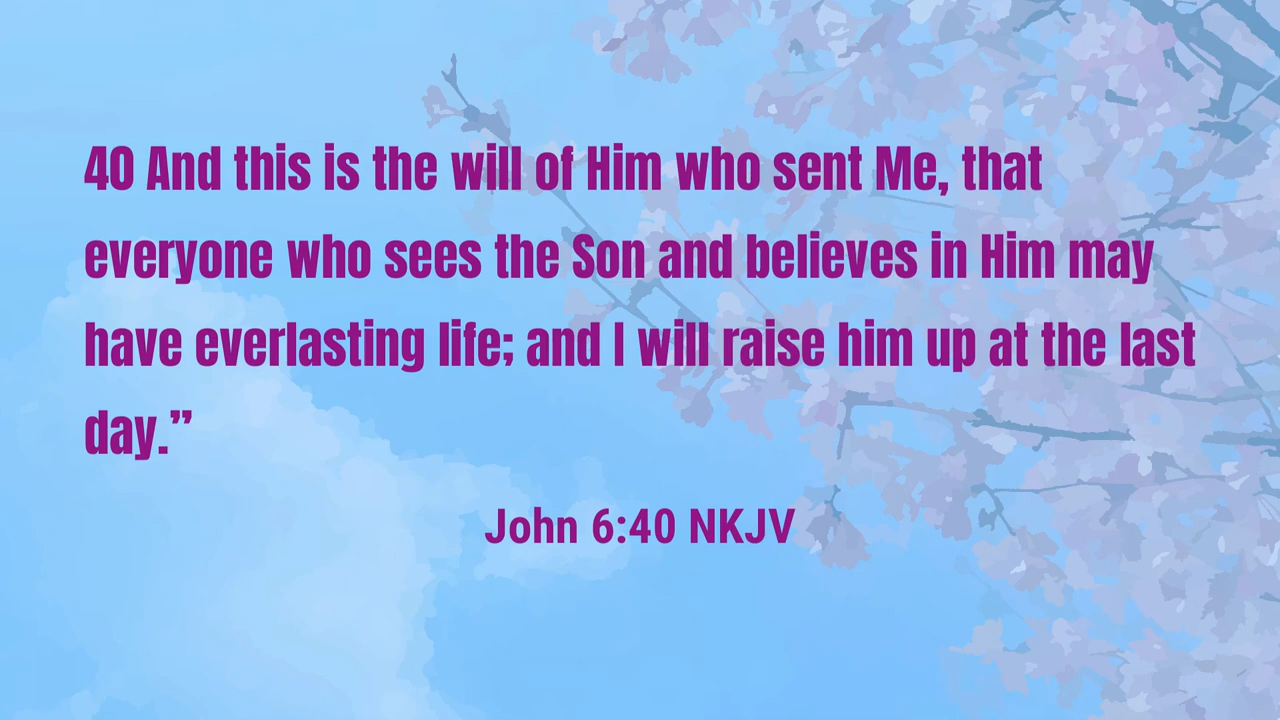 40 And this is the will of Him who sent Me, that
everyone who sees the Son and believes in Him may
have everlasting life; and I will raise him up at the last
day.”
John 6:40 NKJV